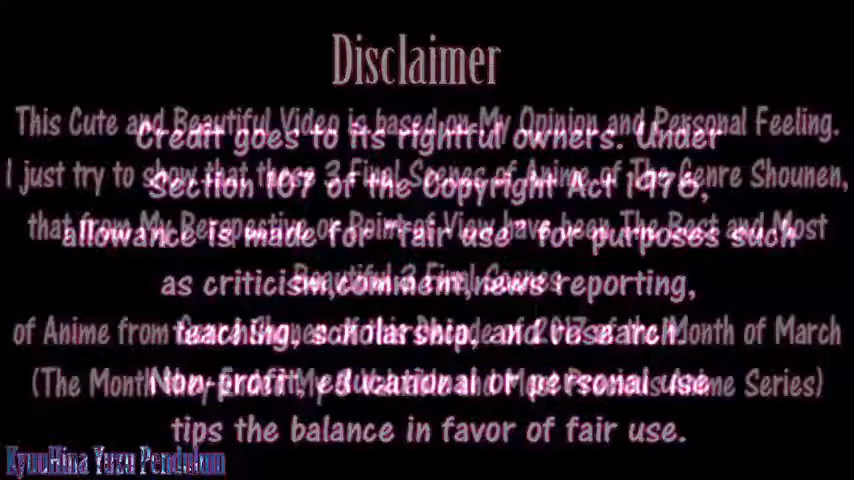 Disclaimer
This Cute and Beautiful Video is based on My Opinion and Personal Feeling.
Credit goes to its rightful owners. Under
I just try to show that these 3 Final Scenes of Anime of The Genre Shounen,
Section 107 of the Copyright Act 1976,
that from My Perspective or Point of View have been The Best and Most
allowance is made for "fair use" for purposes such
Beautiful 3 Final Scenes
as criticism, comment, news reporting,
of Anime from of 2017 of the Month of March
teaching, scholarship, and research.
(The Month Anime Series)
Non-profit, educational or personal use
tips the balance in favor of fair use.
KyuuHina Yuzu Pendulum